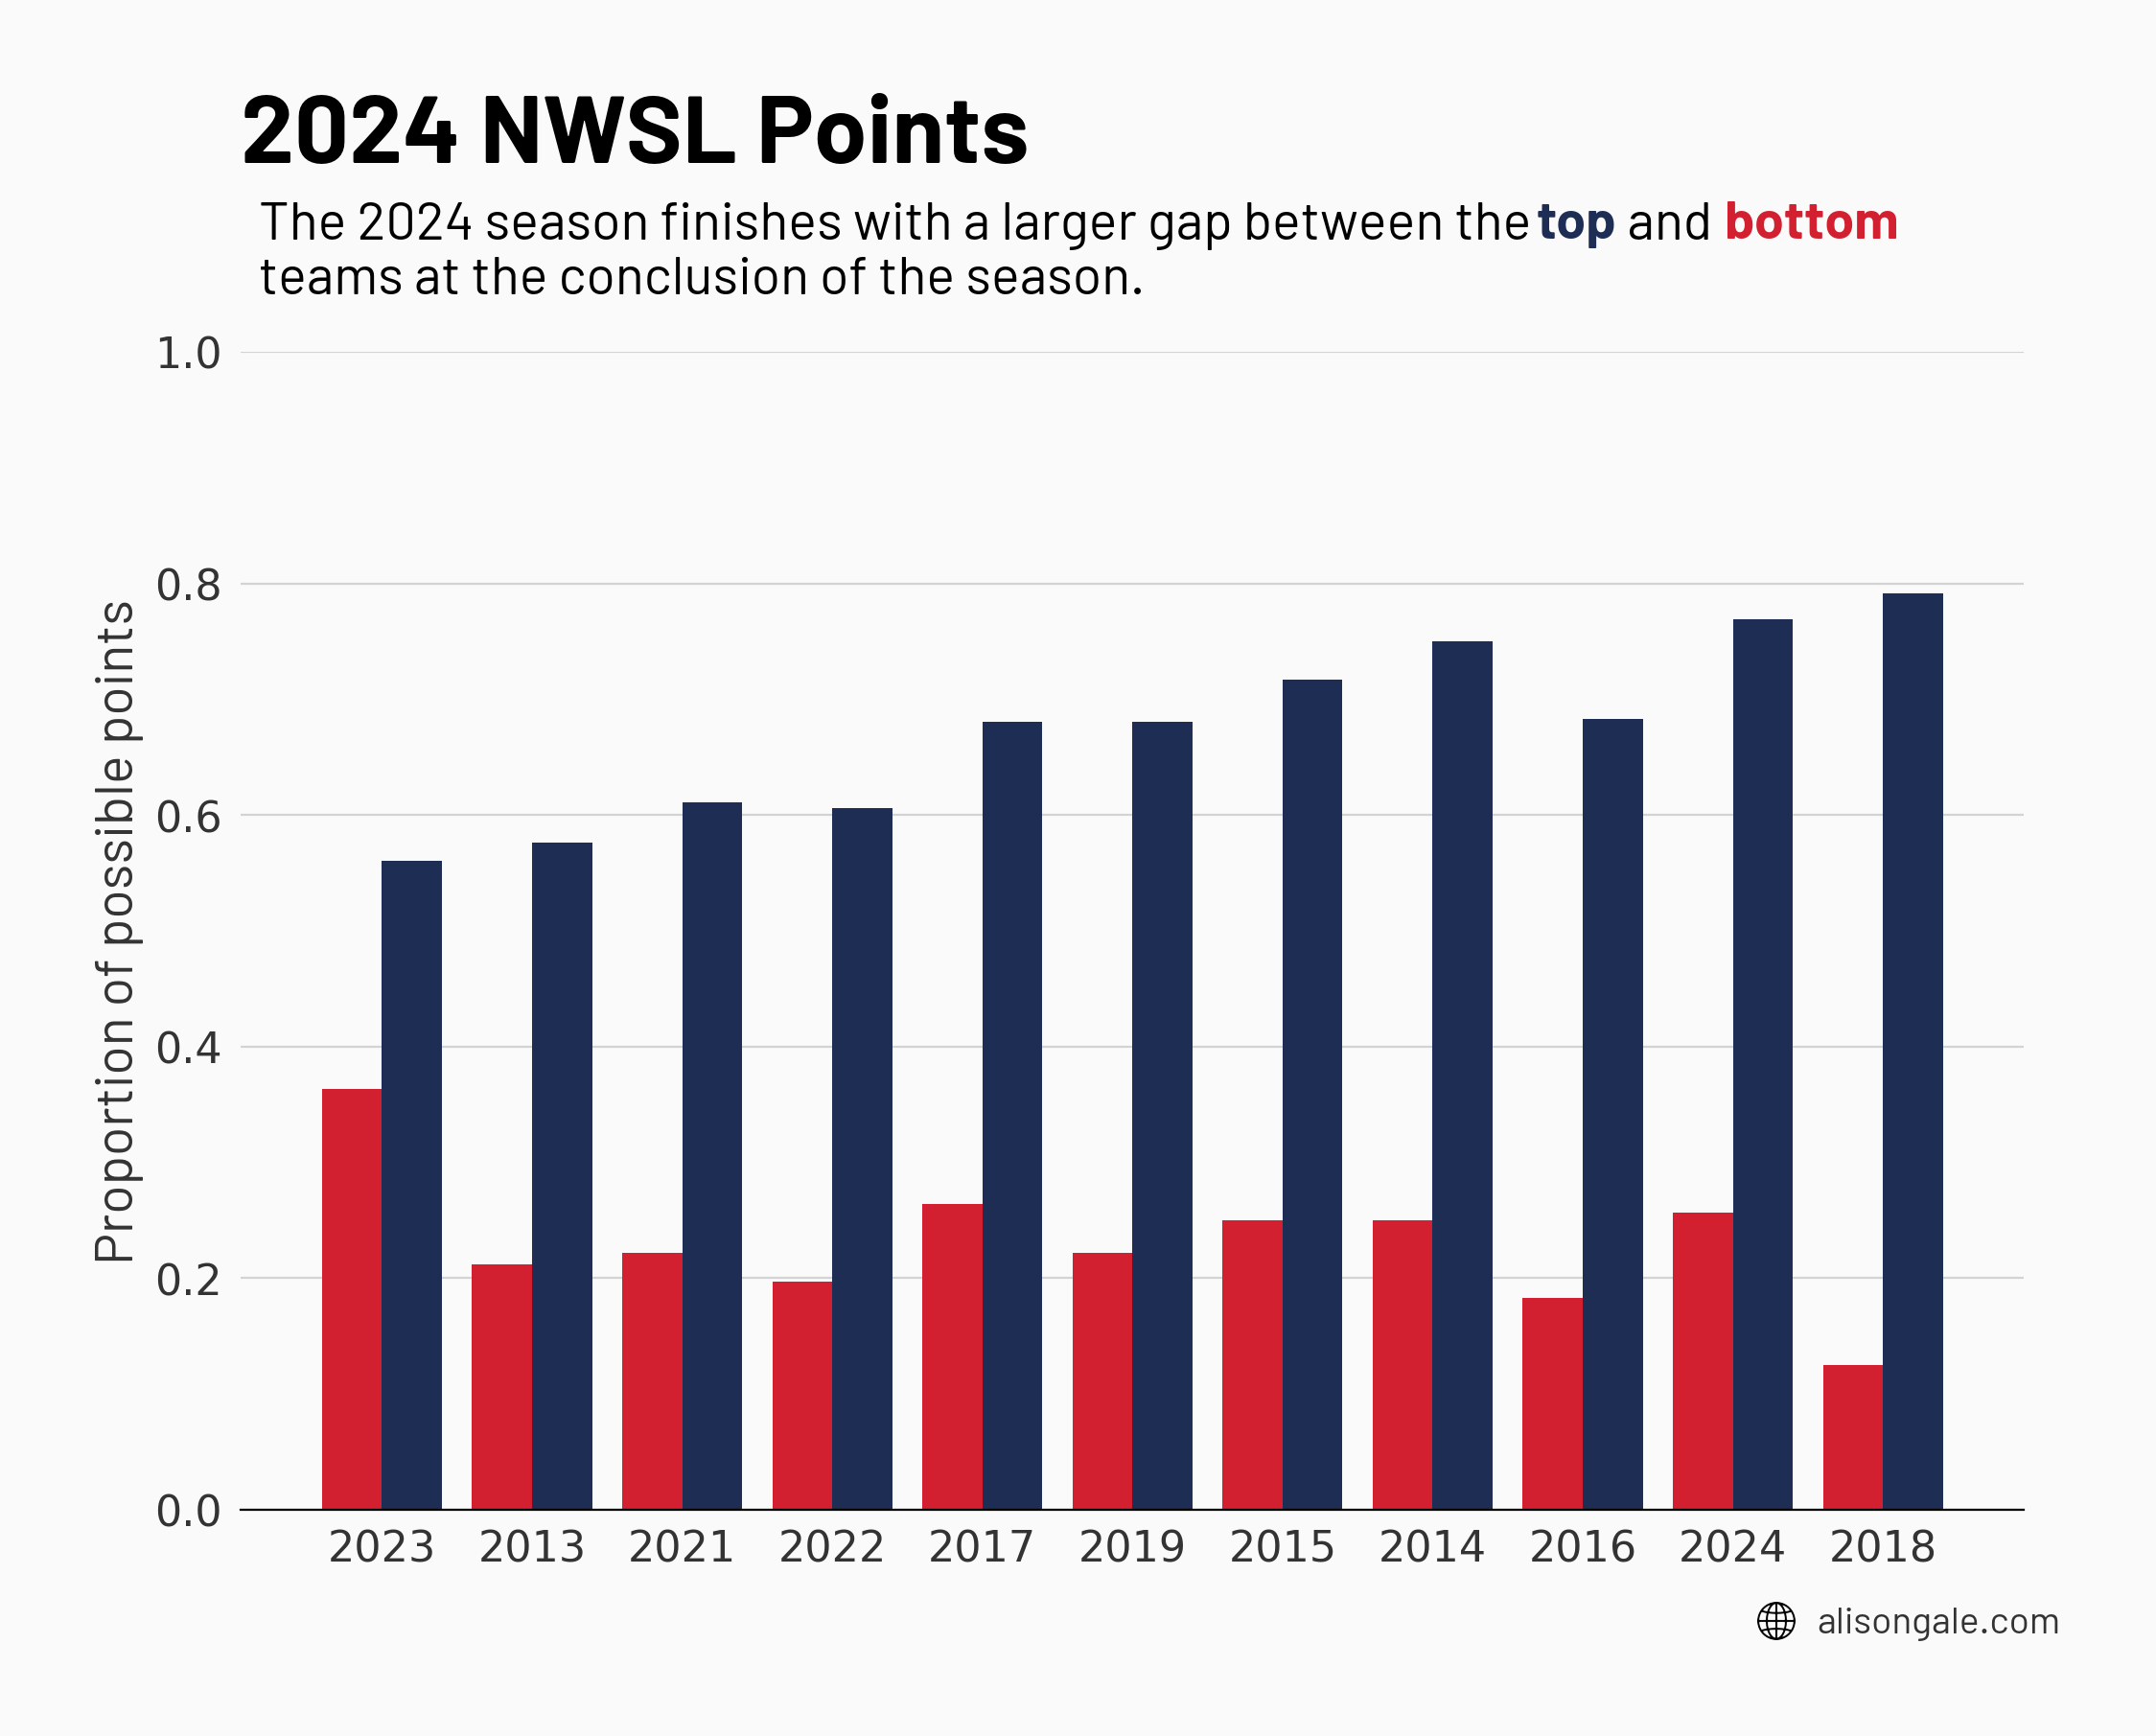 2024 NWSL Points
The 2024 season finishes with a larger gap between the top and bottom
teams at the conclusion of the season.
1.0
0.8
0.6
0.4
0.2
0.0
Proportion of possible points
2023 2013 2021 2022 2017 2019 2015 2014 2016 2024 2018
alisongale.com